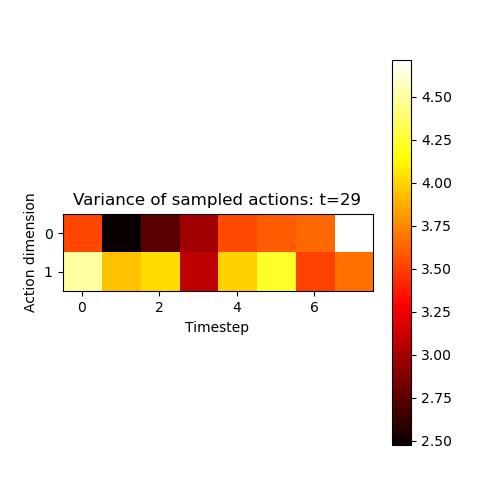 Variance of sampled actions: t=29
Action dimension
0
1
0 2 4 6
Timestep
4.50
4.25
4.00
3.75
3.50
3.25
3.00
2.75
2.50